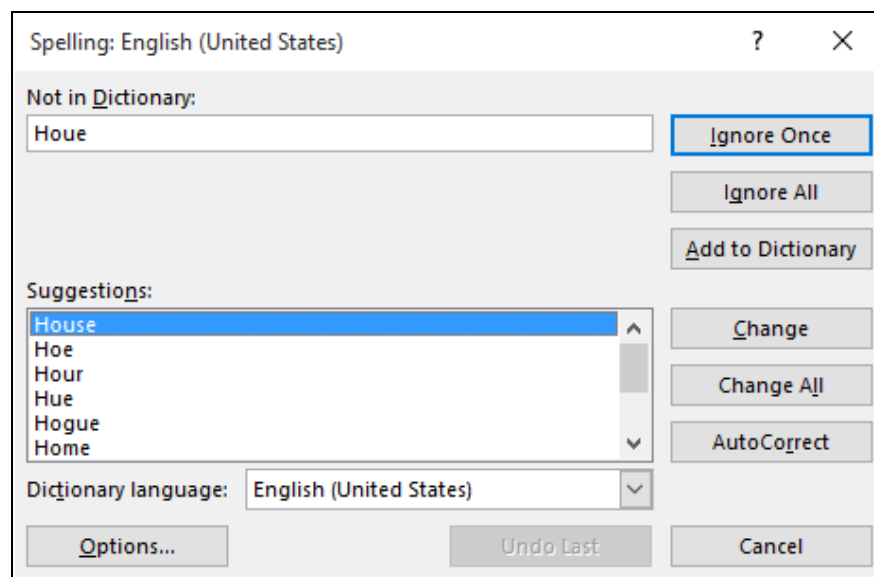 Spelling: English (United States) ?
Not in Dictionary:
Houe
Ignore Once
Ignore All
Add to Dictionary
Suggestions:
House
Hoe
Hour
Hue
Hogue
Home
Change
Change All
AutoCorrect
Dictionary language: English (United States)
Options... Undo Last Cancel